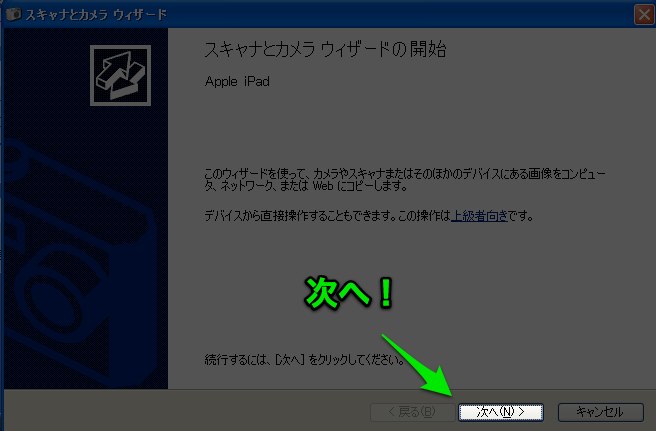 スキャナとカメラ ウィザード
スキャナとカメラ ウィザードの開始
Apple iPad
このウィザードを使って、カメラやスキャナまたはそのほかのデバイスにある画像をコンピュー
タ、ネットワーク、または Web にコピーします。
デバイスから直接操作することもできます。この操作は上級者向きです。
次へ！
続行するには、[次へ] をクリックしてください。
< 戻る(B)
次へ(N) >
キャンセル